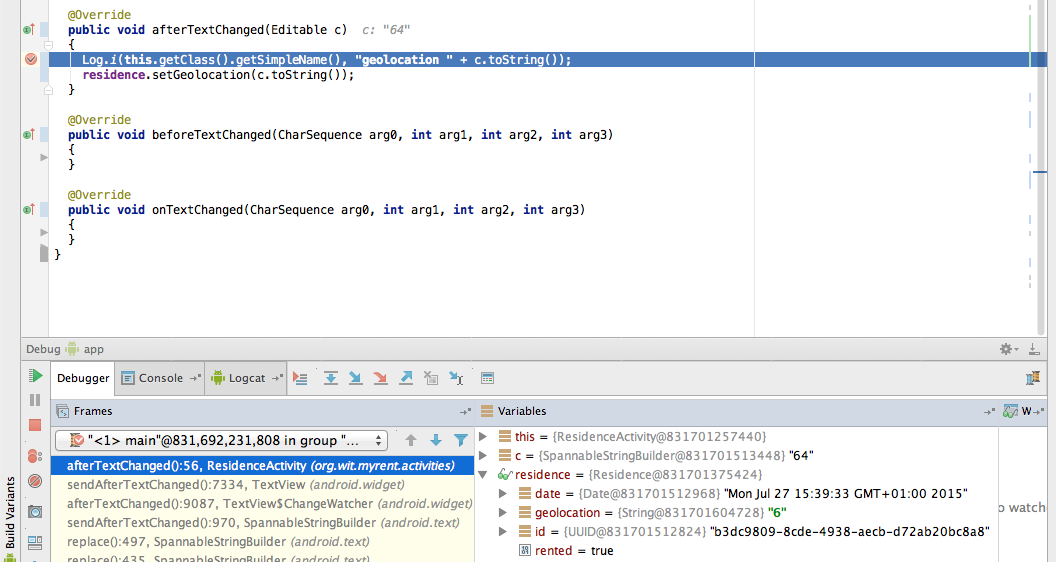 @Override
public void afterTextChanged(Editable c)  c: "64"
{
Log.i(this.getClass().getSimpleName(), "geolocation " + c.toString());
residence.setGeolocation(c.toString());
}
@Override
public void beforeTextChanged(CharSequence arg0, int arg1, int arg2, int arg3)
{
}
@Override
public void onTextChanged(CharSequence arg0, int arg1, int arg2, int arg3)
{
}
}
Debug app
Debugger Console Logcat
Frames
"<1> main"@831,692,231,808 in group "...
afterTextChanged():56, ResidenceActivity (org.wit.myrent.activities)
sendAfterTextChanged():7334, TextView (android.widget)
afterTextChanged():9087, TextView$ChangeWatcher (android.widget)
sendAfterTextChanged():970, SpannableStringBuilder (android.text)
replace():497, SpannableStringBuilder (android.text)
replace():435, SpannableStringBuilder (android.text)
Variables
W
this = {ResidenceActivity@831701257440}
c = {SpannableStringBuilder@831701513448} "64"
residence = {Residence@831701375424}
date = {Date@831701512968} "Mon Jul 27 15:39:33 GMT+01:00 2015"
geolocation = {String@831701604728} "6"
id = {UUID@831701512824} "b3dc9809-8cde-4938-aecb-d72ab20bc8a8"
rented = true
o watche
Build Variants